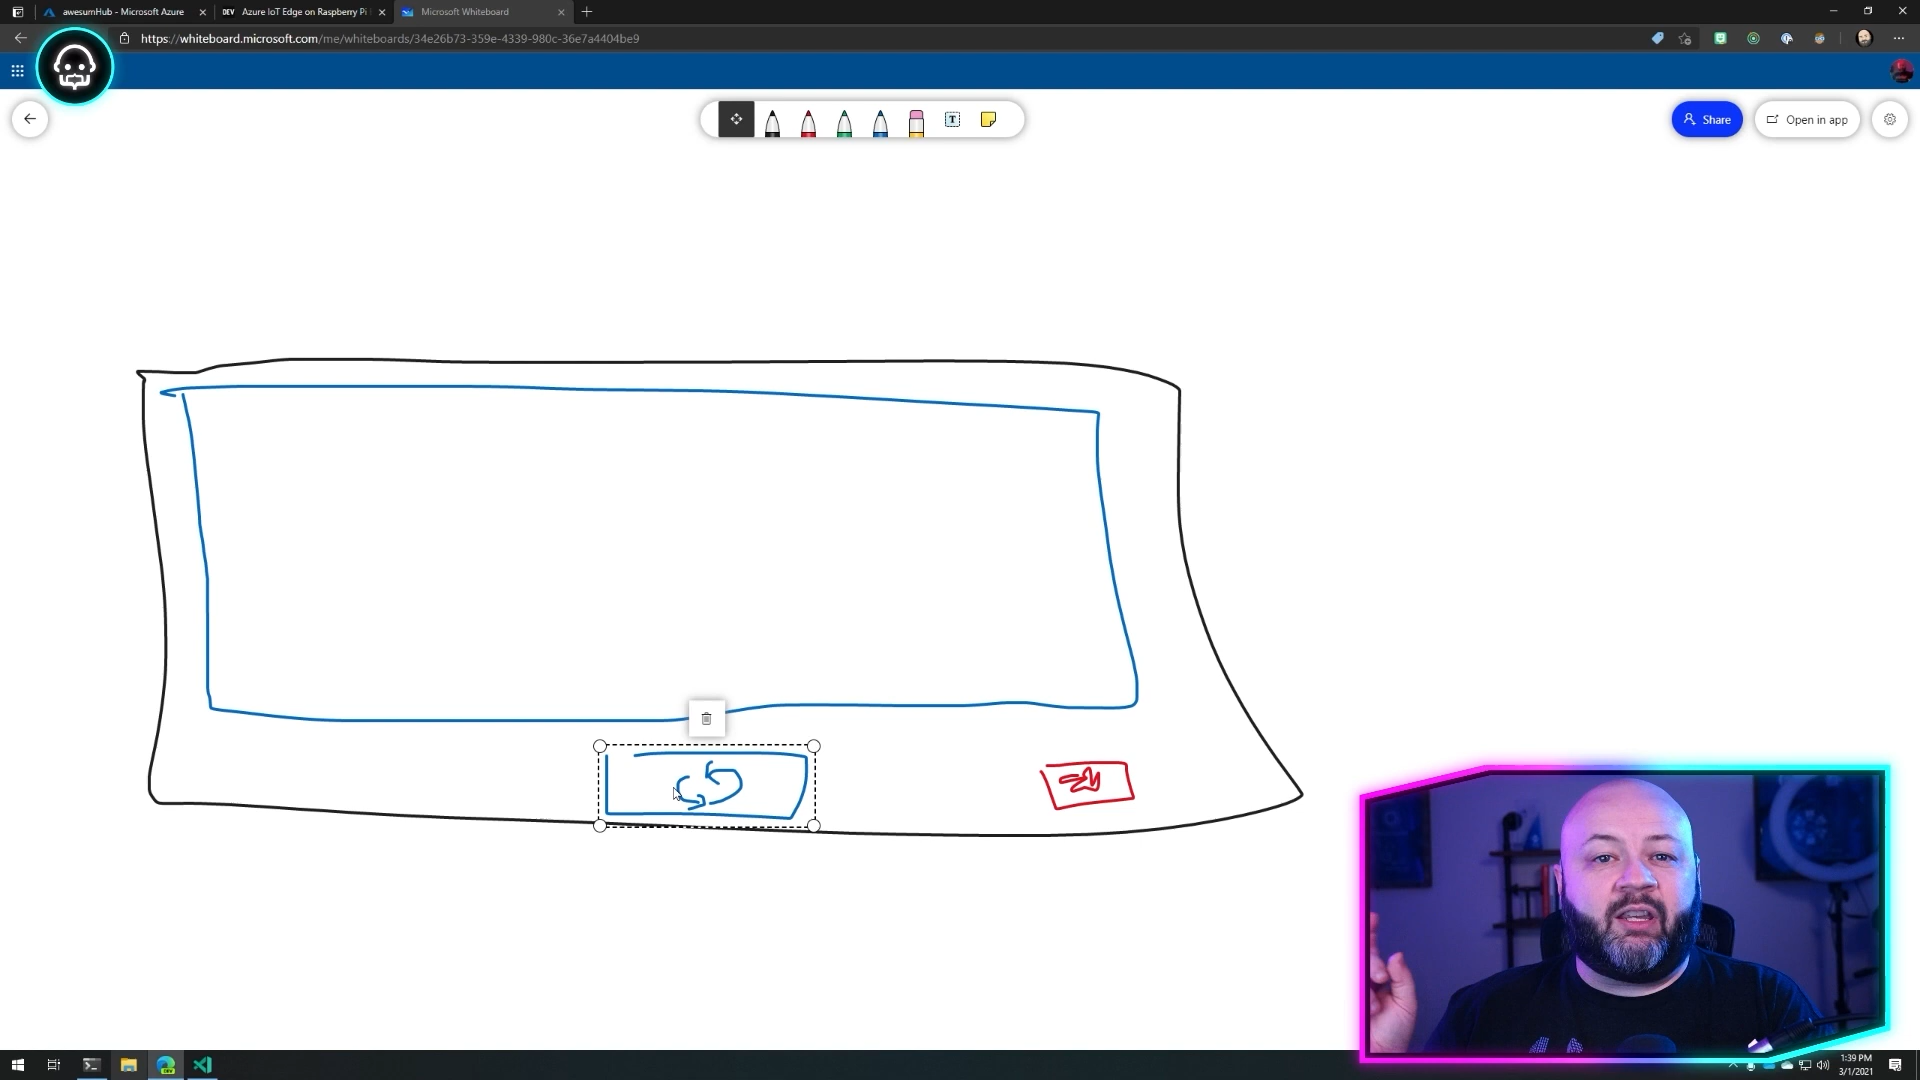 awesumHub - Microsoft Azure
DEV
Azure IoT Edge on Raspberry Pi
Microsoft Whiteboard
https://whiteboard.microsoft.com/me/whiteboards/34e26b73-359e-4339-980c-36e7a4404be9
T
Share
Open in app
1:39 PM
3/1/2021